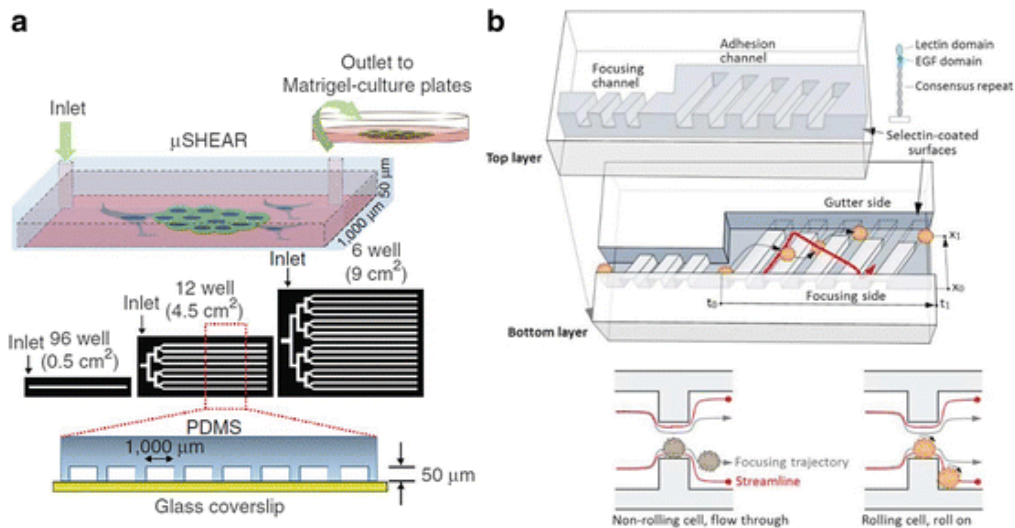 a
Inlet
μSHEAR
Outlet to
Matrigel-culture plates
50 μm
1,000 μm
Inlet
96 well
(0.5 cm²)
Inlet
12 well
(4.5 cm²)
Inlet
6 well
(9 cm²)
PDMS
1,000 μm
50 μm
Glass coverslip
b
Focusing
channel
Adhesion
channel
Lectin domain
EGF domain
Consensus repeat
Selectin-coated
surfaces
Top layer
Gutter side
x₁
x₀
t₀
Focusing side
t₁
Bottom layer
Focusing trajectory
Streamline
Non-rolling cell, flow through
Rolling cell, roll on